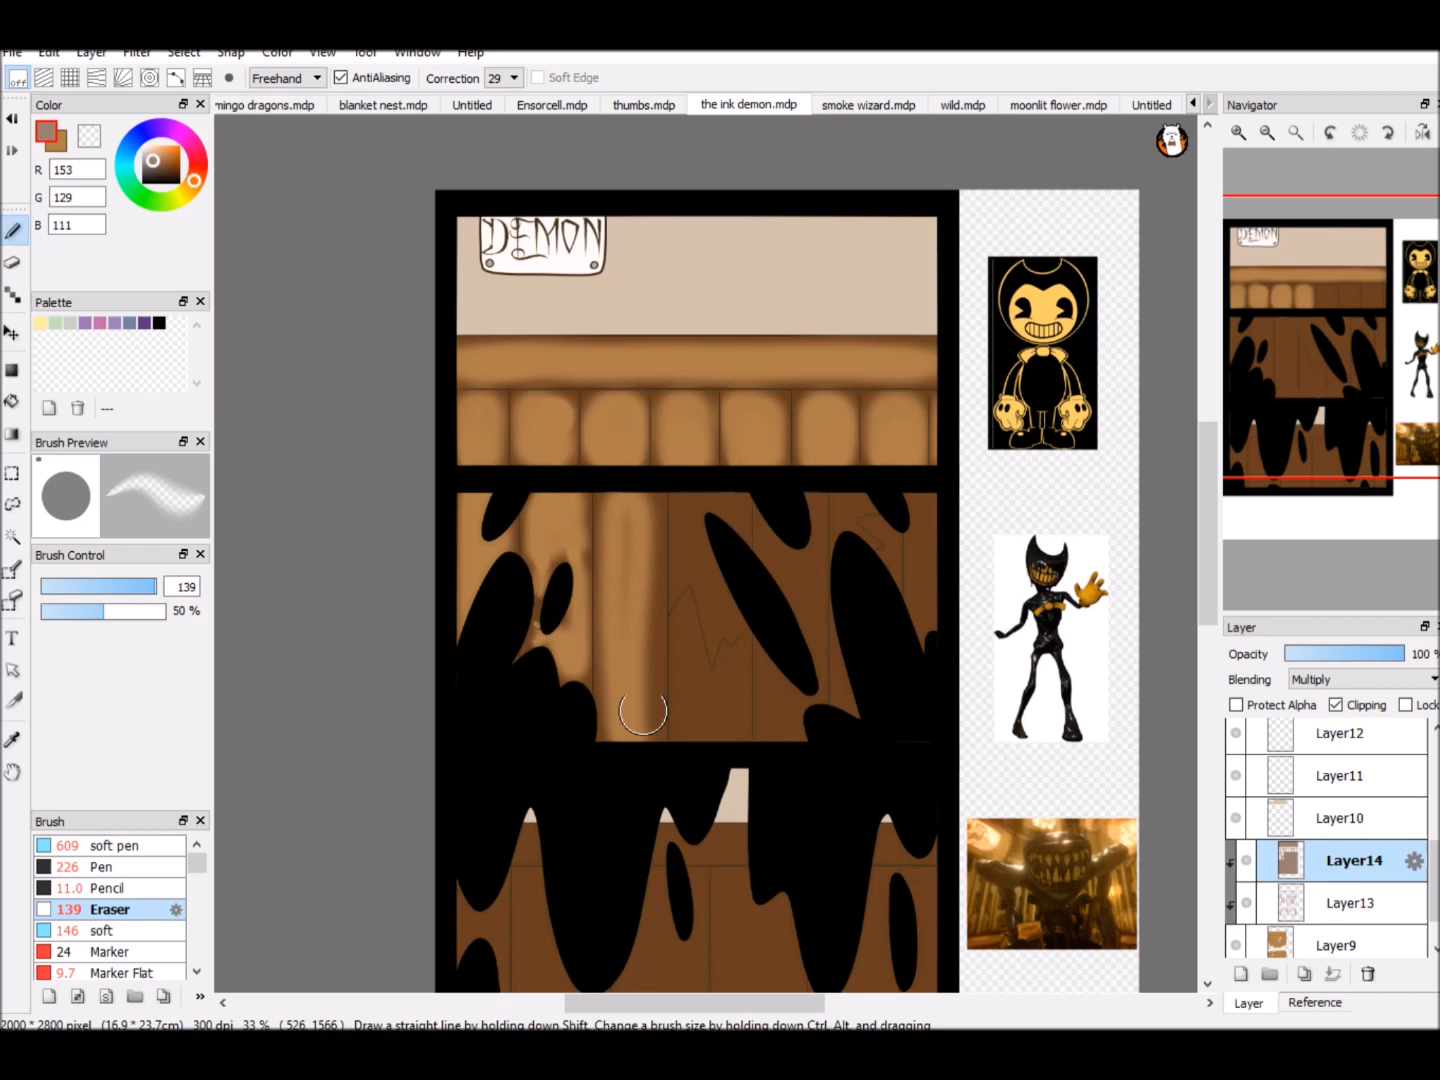 File Edit Layer Filter Select Snap Color View Tool Window Help
off Freehand AntiAliasing Correction 29 Soft Edge
Color
mingo dragons.mdp blanket nest.mdp Untitled Ensorcell.mdp thumbs.mdp the ink demon.mdp smoke wizard.mdp wild.mdp moonlit flower.mdp Untitled
Navigator
R 153
G 129
B 111
DEMON
Palette
---
Brush Preview
*
Brush Control
139
50 %
Layer
Opacity 100 %
Blending Multiply
Protect Alpha Clipping Lock
Layer12
Layer11
Layer10
Layer14
Layer13
Layer9
Layer Reference
Brush
609 soft pen
226 Pen
11.0 Pencil
139 Eraser
146 soft
24 Marker
9.7 Marker Flat
2000 * 2800 pixel (16.9 * 23.7cm) 300 dpi 33 % ( 526, 1566 ) Draw a straight line by holding down Shift, Change a brush size by holding down Ctrl, Alt, and dragging